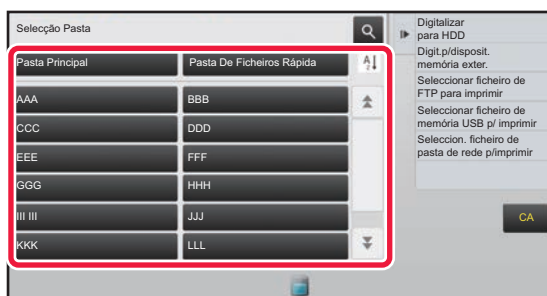 Selecção Pasta
Pasta Principal
Pasta De Ficheiros Rápida
AAA
BBB
CCC
DDD
EEE
FFF
GGG
HHH
III III
JJJ
KKK
LLL
Digitalizar
para HDD
Digit.p/disposit.
memória exter.
Seleccionar ficheiro de
FTP para imprimir
Seleccionar ficheiro de
memória USB p/ imprimir
Seleccion. ficheiro de
pasta de rede p/imprimir
CA